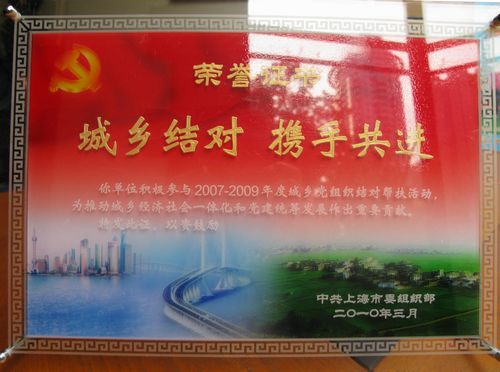 荣誉证书
城乡结对 携手共进
你单位积极参与2007-2009年度城乡党组织结对帮扶活动，
为推动城乡经济社会一体化和党建统筹发展作出重要贡献。
特发此证，以资鼓励
中共上海市委组织部
二〇一〇年三月